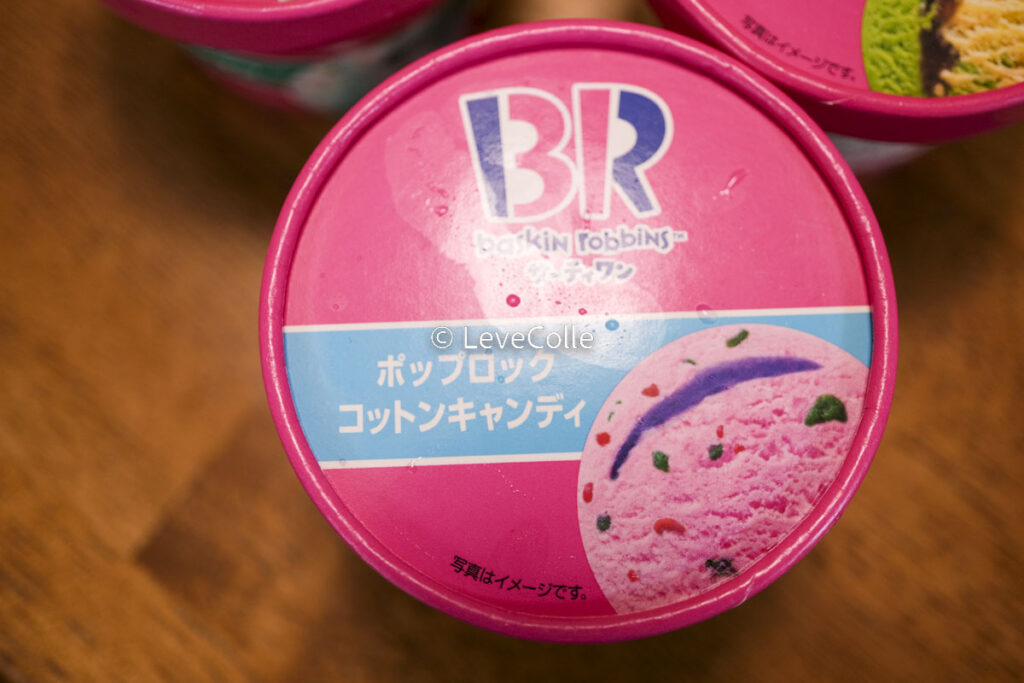 写真はイメージです。
BR
baskin robbins™
サーティワン
© LeveColle
ポップロック
コットンキャンディ
写真はイメージです。